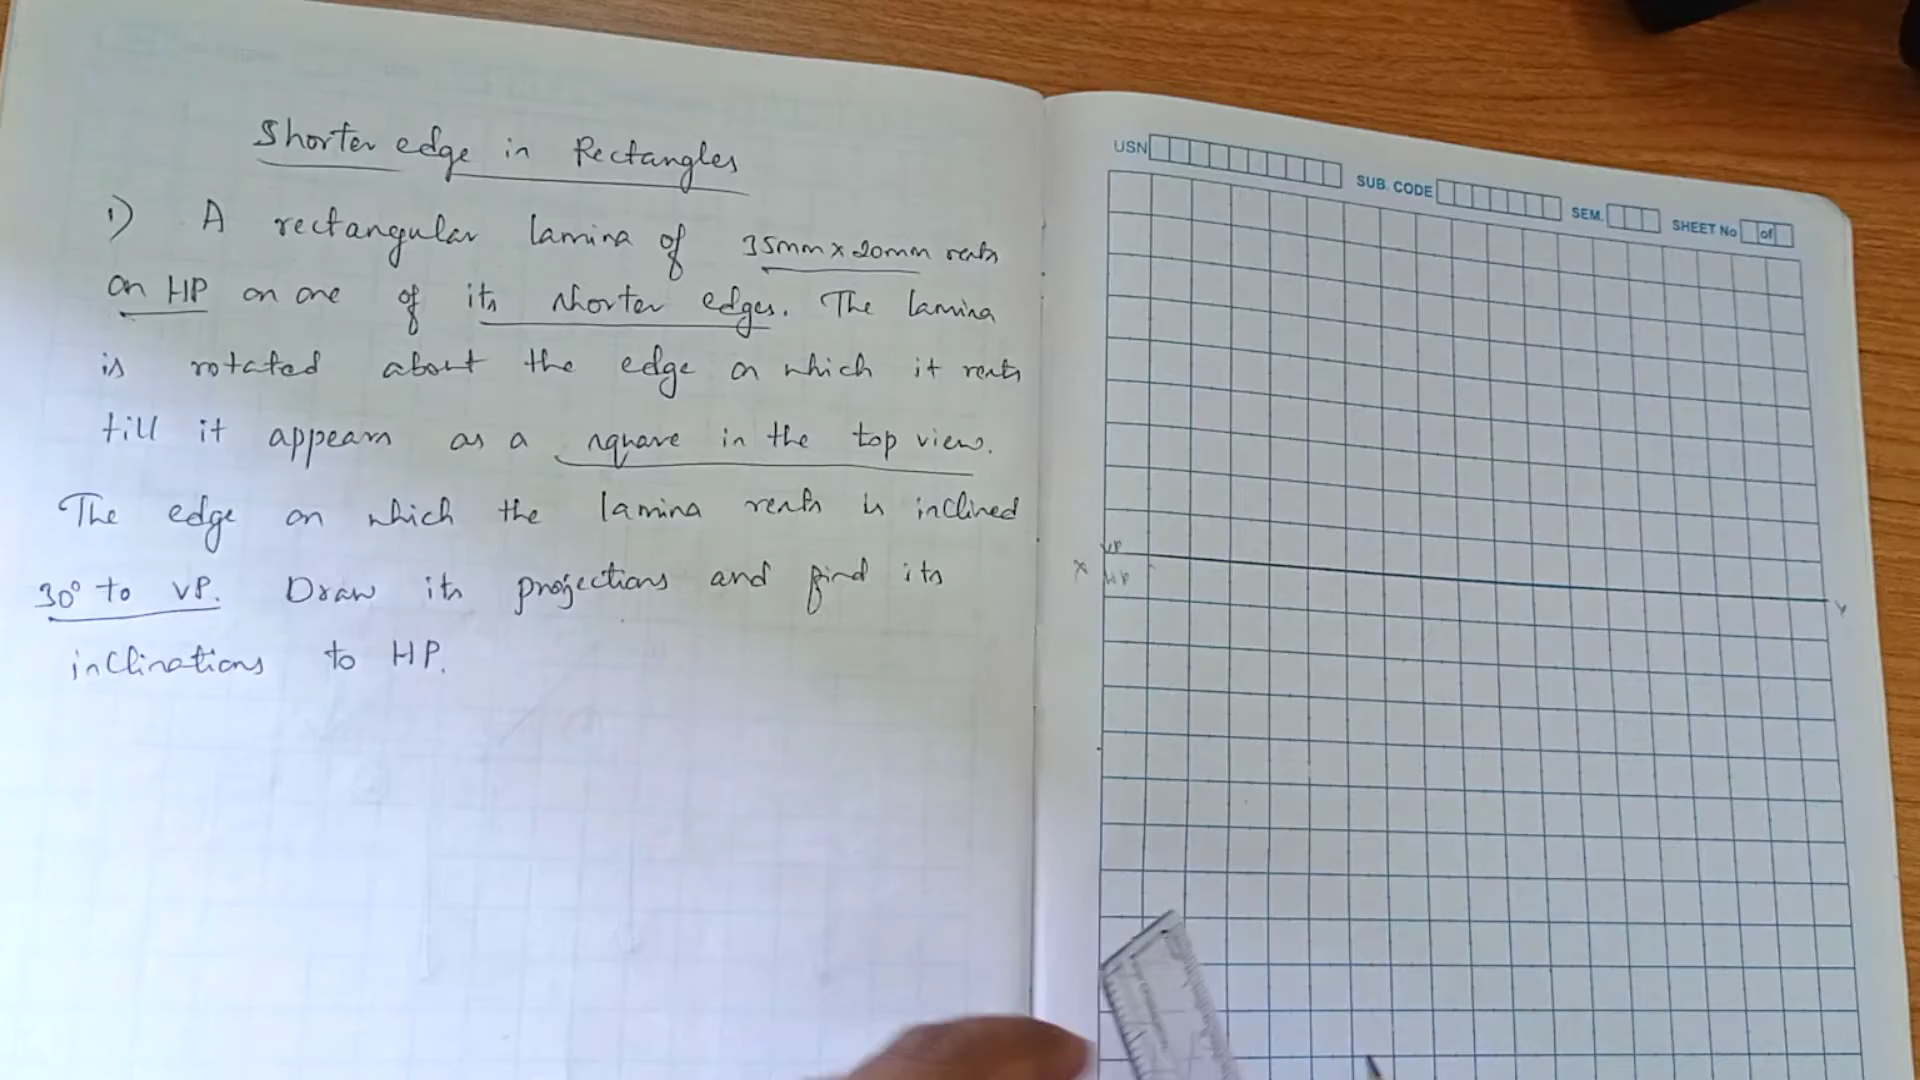 Shorter edge in Rectangles
1) A rectangular lamina of 35mm x 20mm rests
on HP on one of its shorter edges. The lamina
is rotated about the edge on which it rests
till it appears as a square in the top view.
The edge on which the lamina rests is inclined
30° to VP. Draw its projections and find its
inclinations to HP.
USN
SUB. CODE
SEM.
SHEET No of
VP
X HP
Y